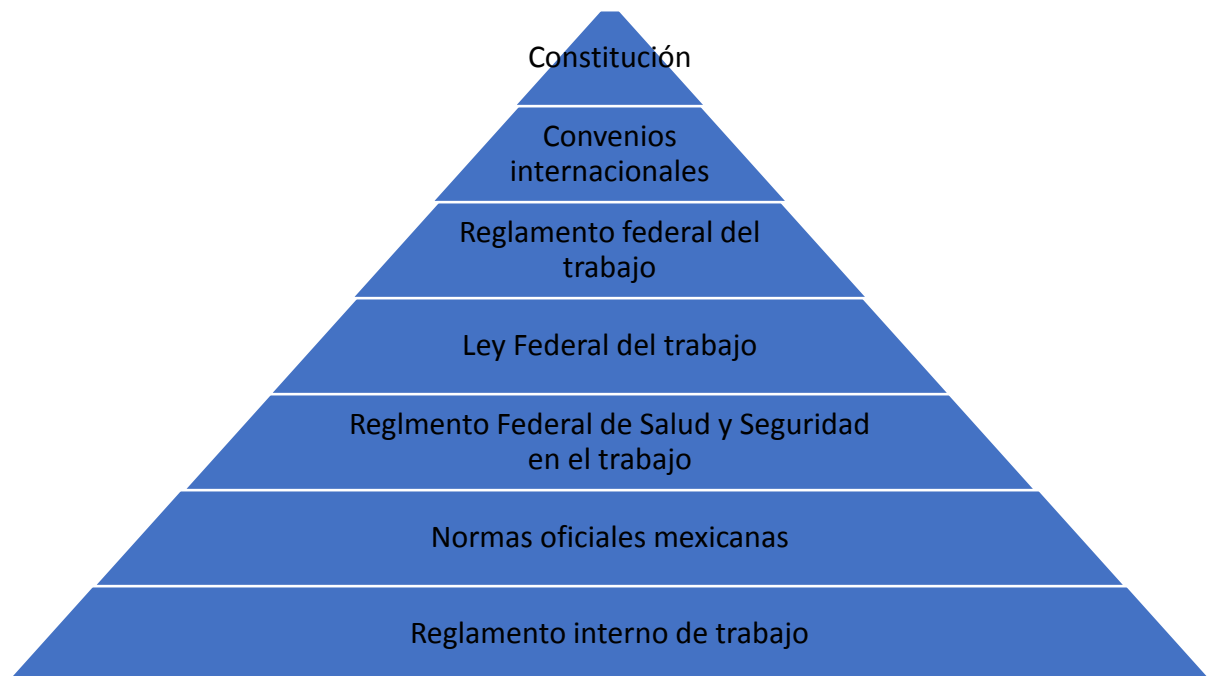 Constitución
Convenios
internacionales
Reglamento federal del
trabajo
Ley Federal del trabajo
Reglmento Federal de Salud y Seguridad
en el trabajo
Normas oficiales mexicanas
Reglamento interno de trabajo